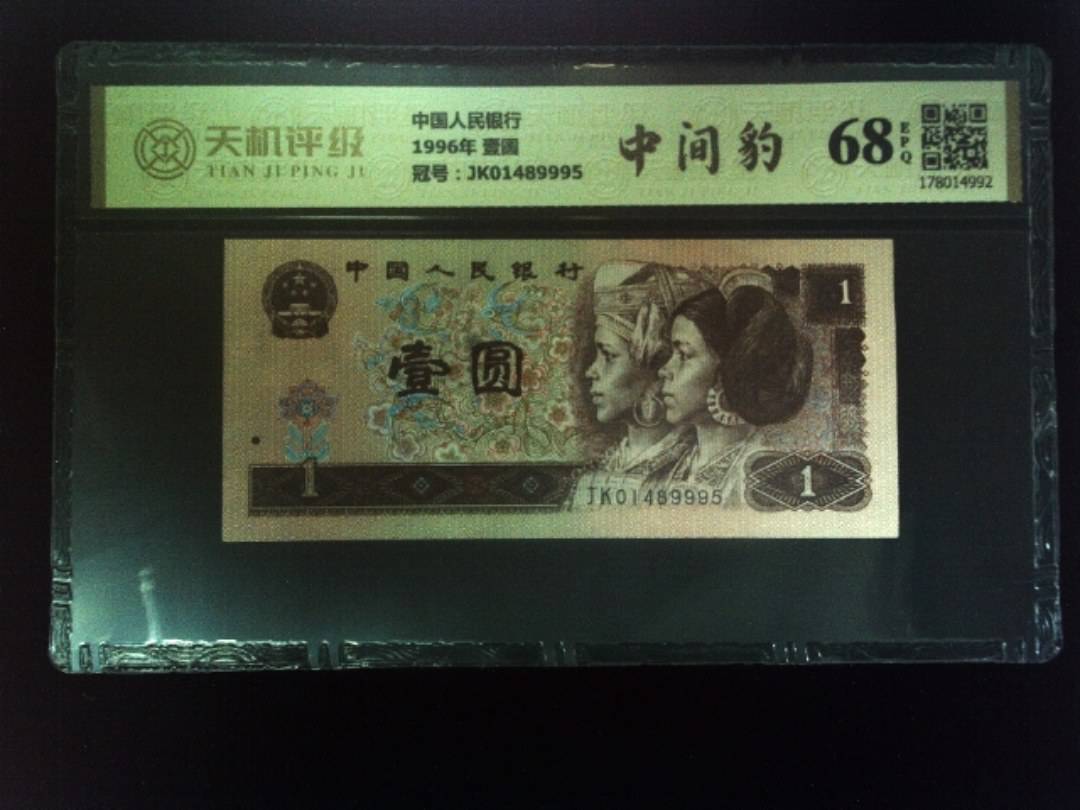 天机评级
TIAN JI PING JI
中国人民银行
1996年 壹圆
冠号：JK01489995
中间豹
68
EPQ
178014992
中国人民银行
1
壹圆
1
1
JK01489995